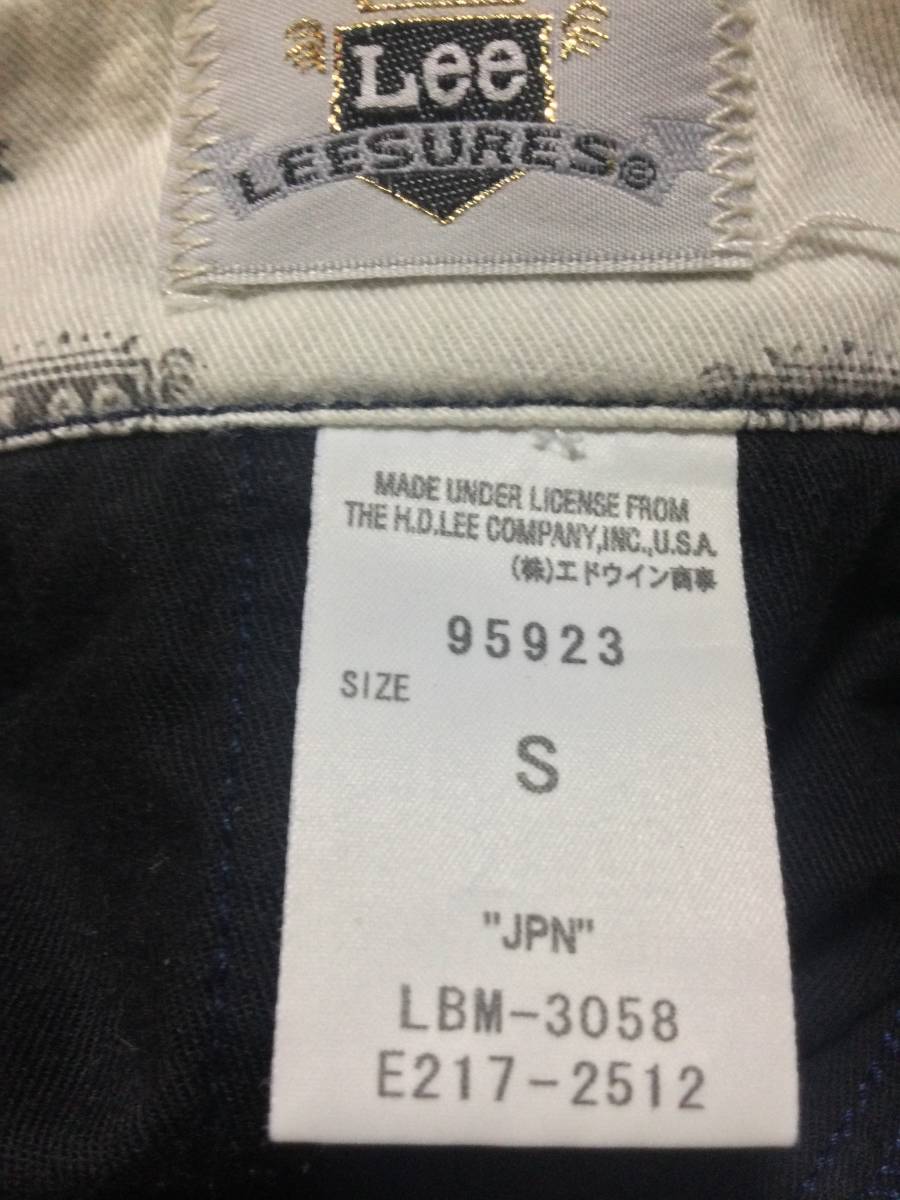 Lee
LEESURES®
MADE UNDER LICENSE FROM
THE H.D.LEE COMPANY,INC.,U.S.A.
(株)エドウイン商事
95923
SIZE
S
"JPN"
LBM-3058
E217-2512